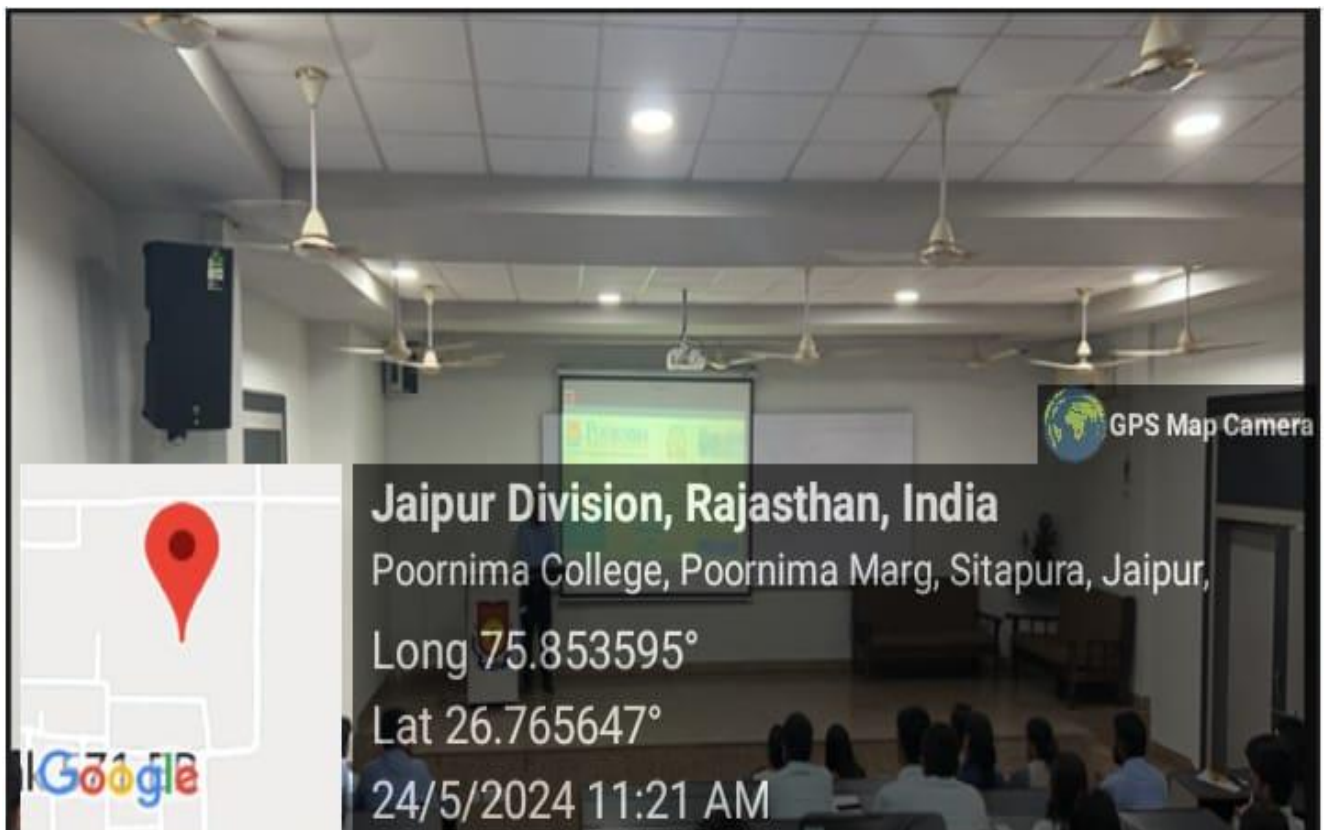 POORNIMA
GPS Map Camera
Jaipur Division, Rajasthan, India
Poornima College, Poornima Marg, Sitapura, Jaipur,
Long 75.853595°
Lat 26.765647°
Google
24/5/2024 11:21 AM